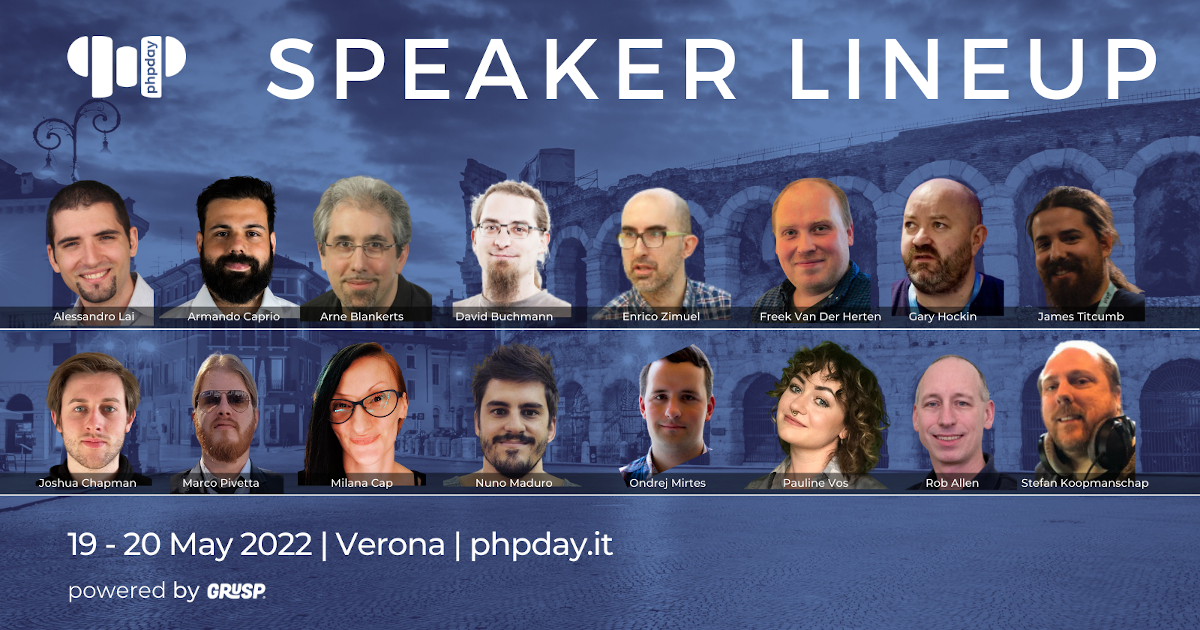 phpday
SPEAKER LINEUP
Alessandro Lai
Armando Caprio
Arne Blankerts
David Buchmann
Enrico Zimuel
Freek Van Der Herten
Gary Hockin
James Titcumb
Joshua Chapman
Marco Pivetta
Milana Cap
Nuno Maduro
Ondrej Mirtes
Pauline Vos
Rob Allen
Stefan Koopmanschap
19 - 20 May 2022 | Verona | phpday.it
powered by GRUSP